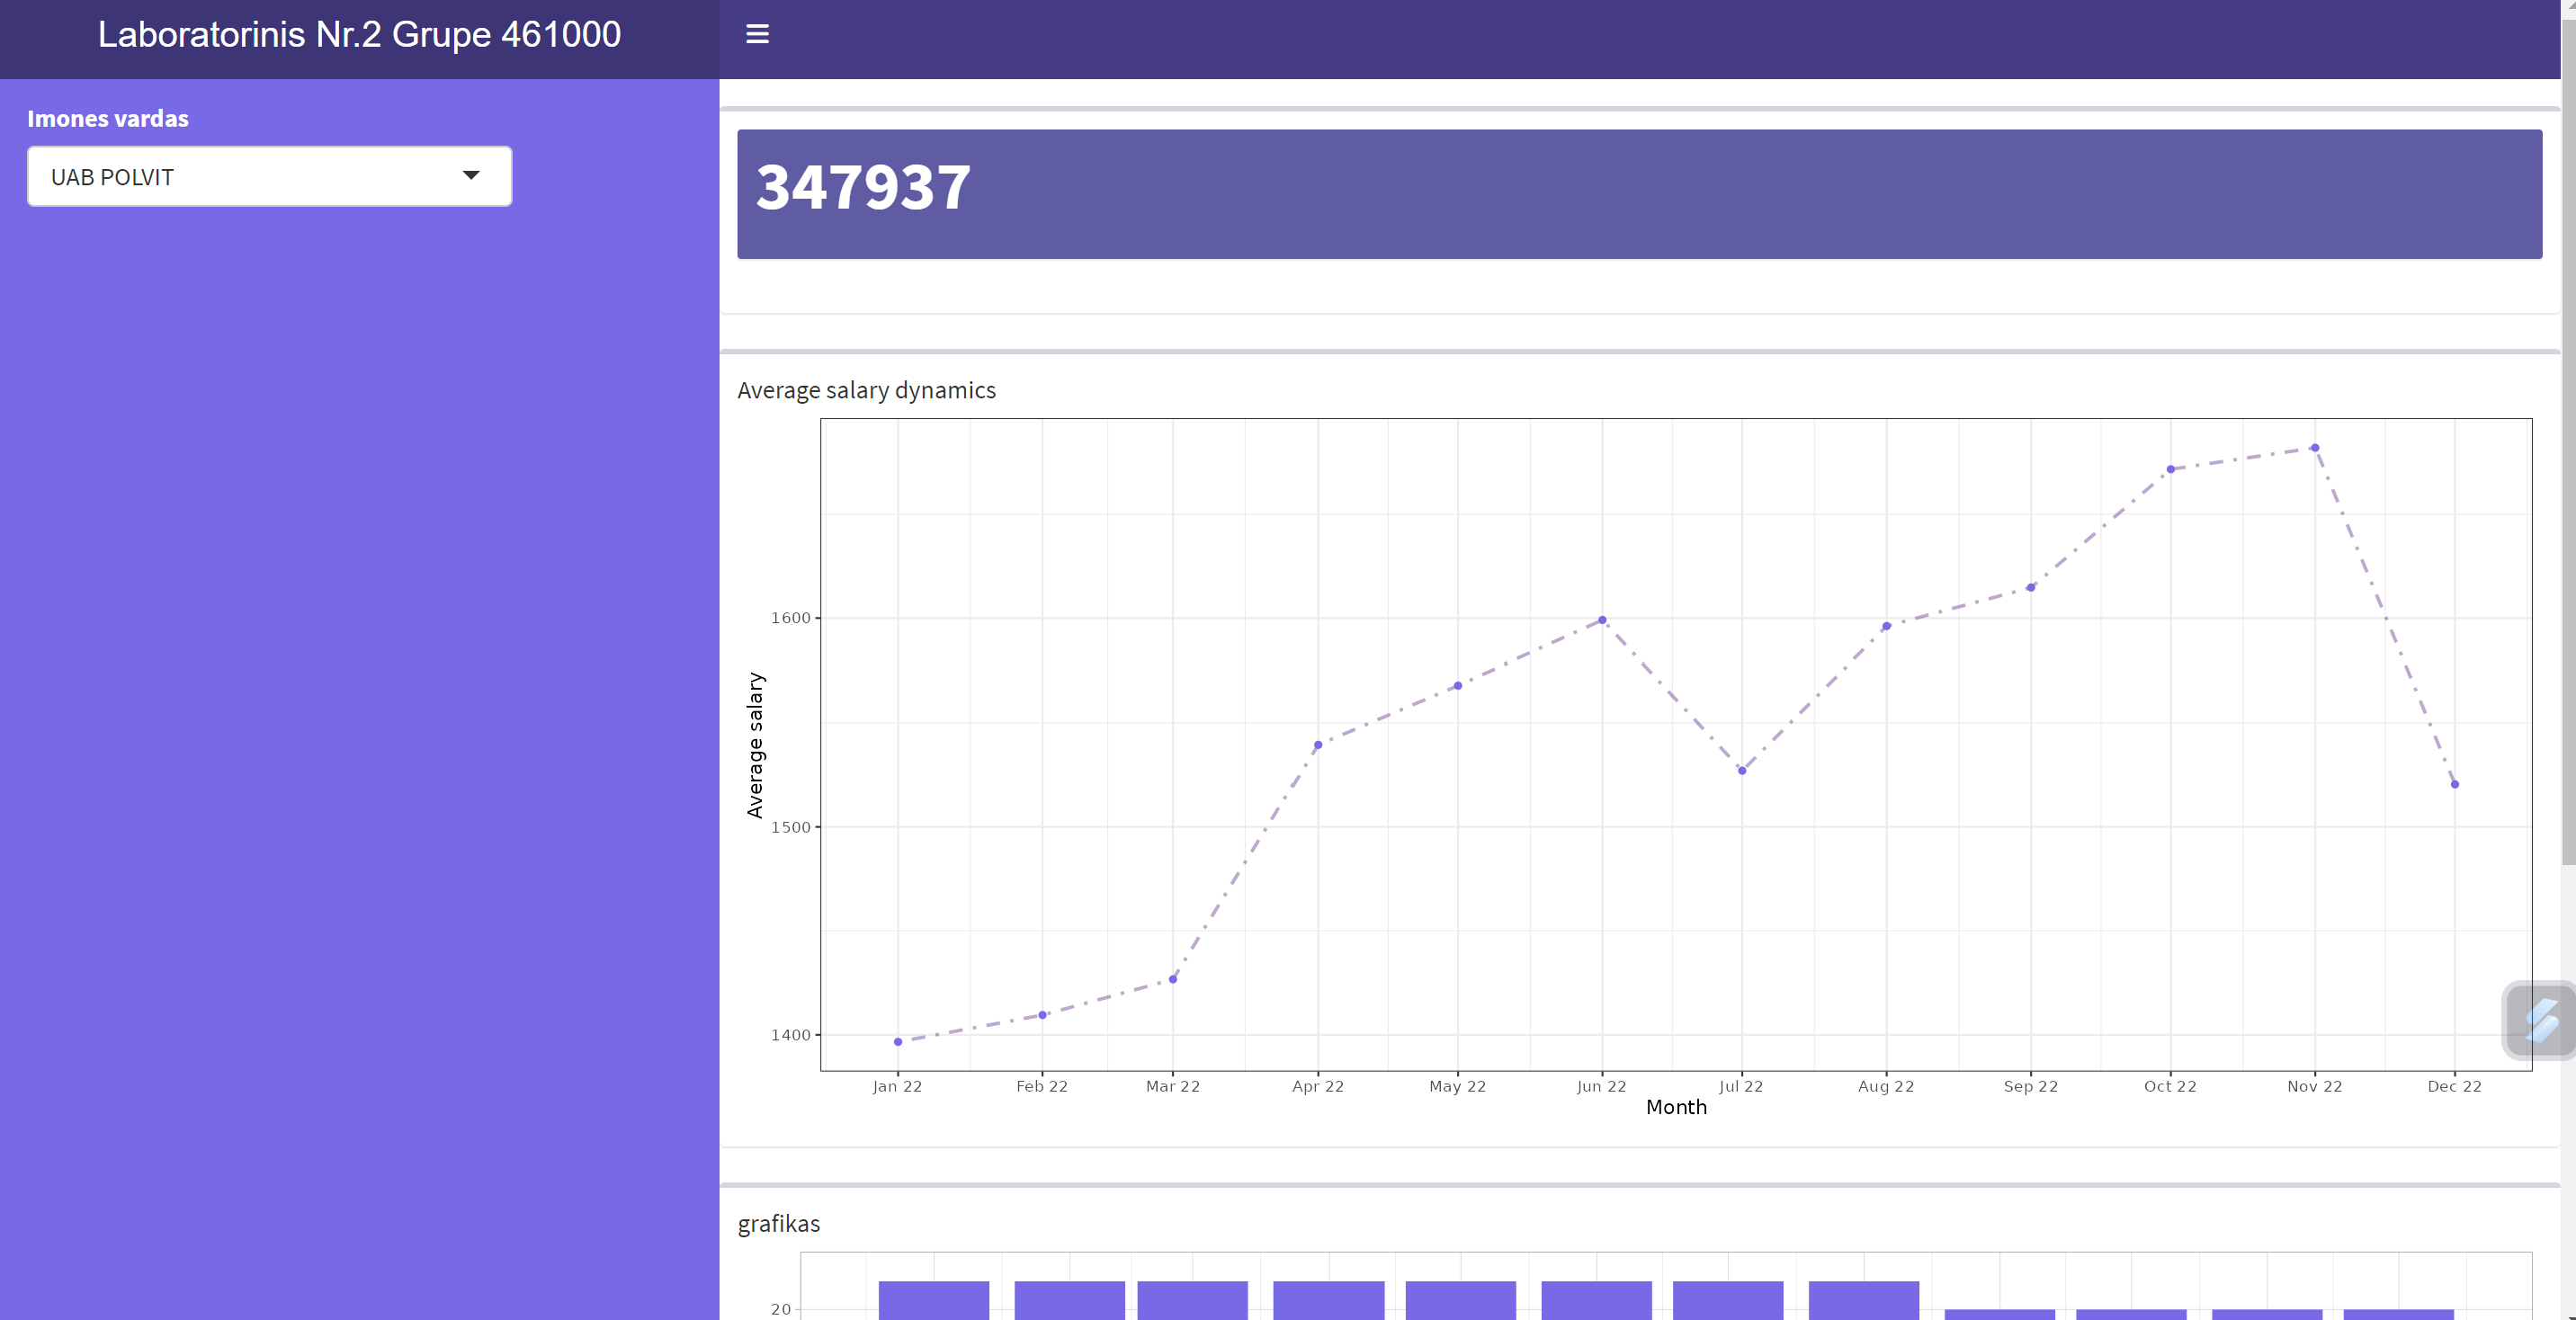 Laboratorinis Nr.2 Grupe 461000
Imones vardas
UAB POLVIT
347937
Average salary dynamics
1600
1500
1400
Average salary
Jan 22 Feb 22 Mar 22 Apr 22 May 22 Jun 22 Jul 22 Aug 22 Sep 22 Oct 22 Nov 22 Dec 22
Month
grafikas
20